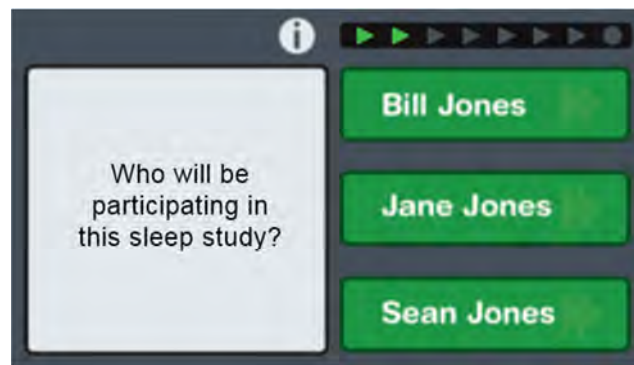 i
Who will be
participating in
this sleep study?
Bill Jones
Jane Jones
Sean Jones